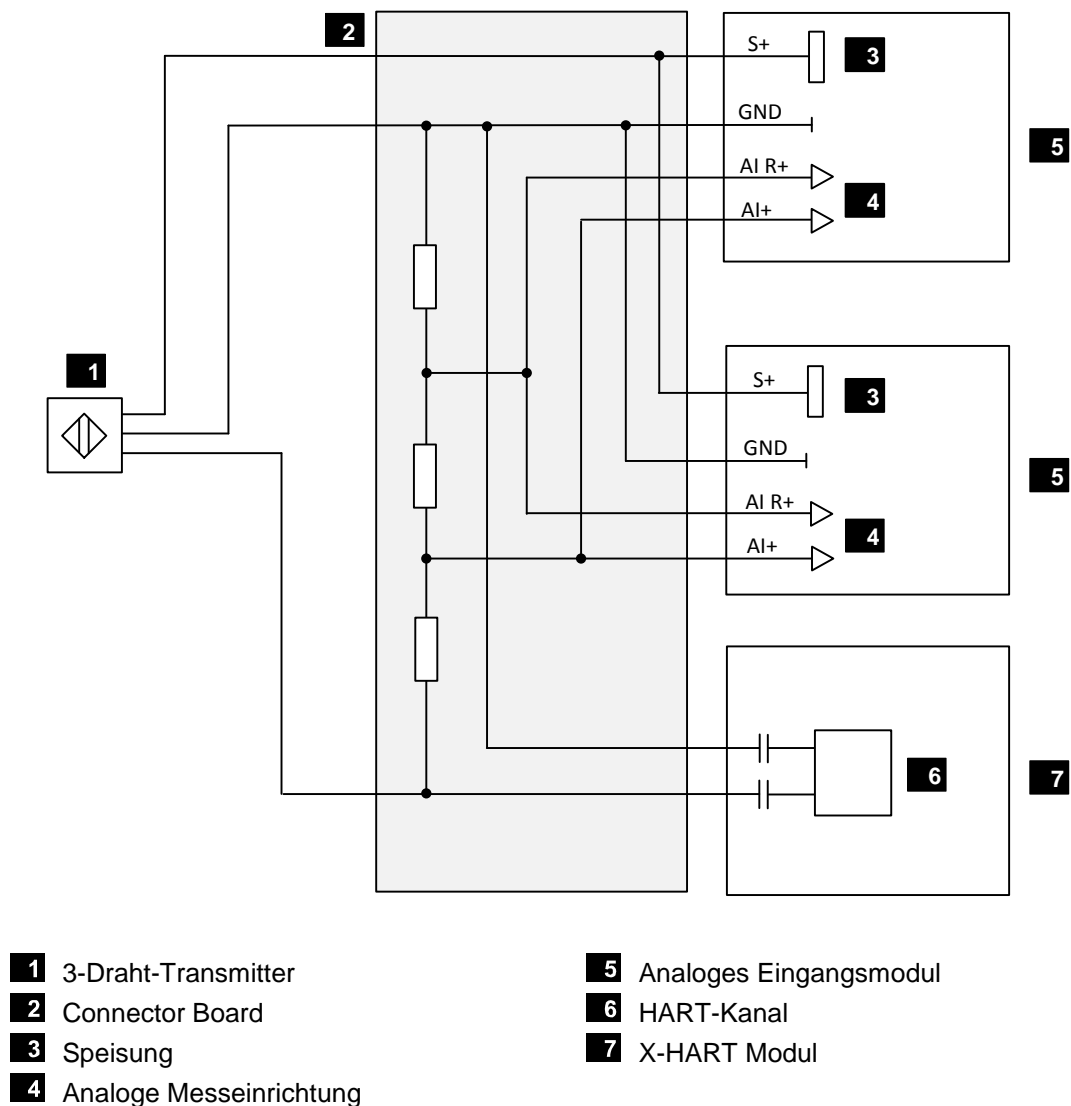 2
S+
3
GND
5
AI R+
4
AI+
1
S+
3
GND
5
AI R+
4
AI+
6
7
1 3-Draht-Transmitter
2 Connector Board
3 Speisung
4 Analoge Messeinrichtung
5 Analoges Eingangsmodul
6 HART-Kanal
7 X-HART Modul